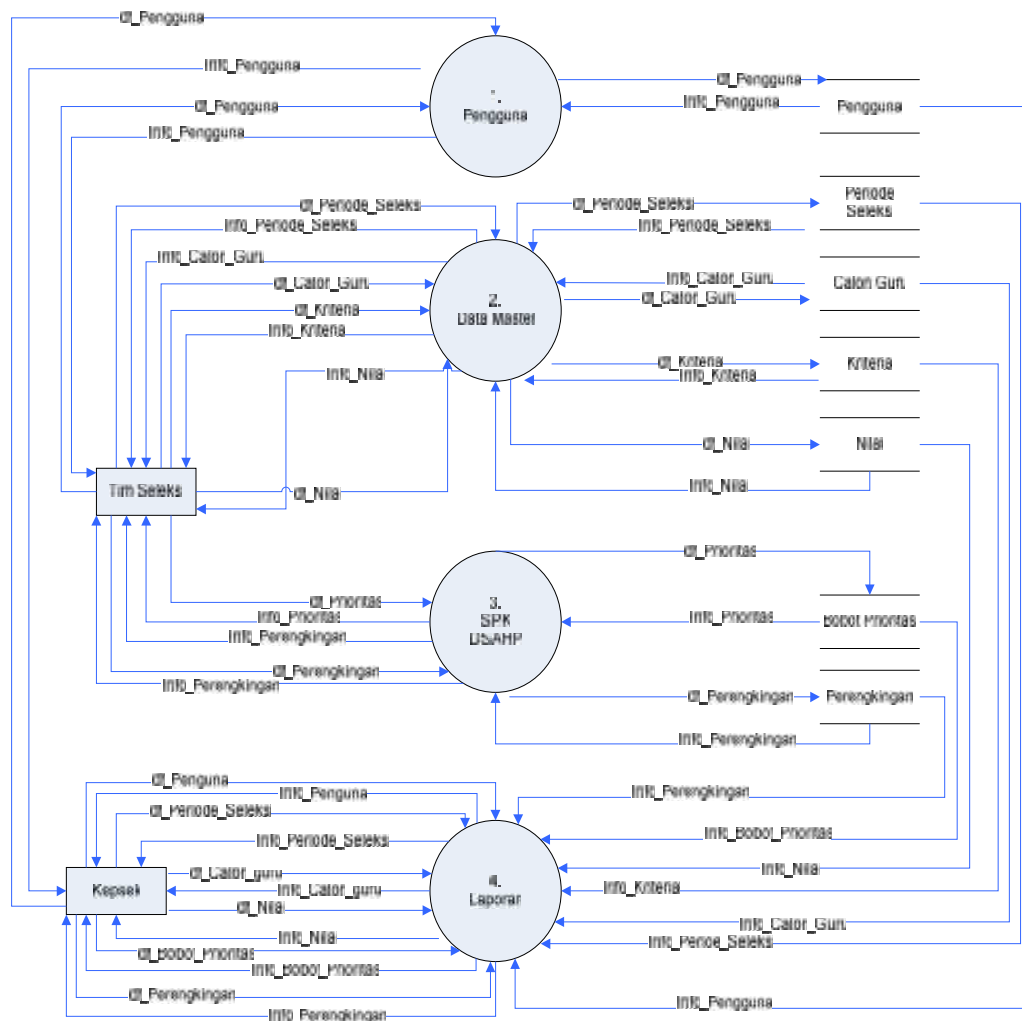 dt_Pengguna
Info_Pengguna
dt_Pengguna
Info_Pengguna
1.
Pengguna
dt_Pengguna
Info_Pengguna
Pengguna
dt_Periode_Seleksi
Info_Periode_Seleksi
Info_Calon_Guru
dt_Calon_Guru
dt_Kriteria
Info_Kriteria
Info_Nilai
dt_Nilai
2.
Data Master
dt_Periode_Seleksi
Info_Periode_Seleksi
Info_Calon_Guru
dt_Calon_Guru
dt_Kriteria
Info_Kriteria
dt_Nilai
Info_Nilai
Periode
Seleksi
Calon Guru
Kriteria
Nilai
Tim Seleksi
dt_Prioritas
Info_Prioritas
Info_Perengkingan
dt_Perengkingan
Info_Perengkingan
3.
SPK
DSAHP
dt_Prioritas
Info_Prioritas
dt_Perengkingan
Info_Perengkingan
Bobot Prioritas
Perengkingan
dt_Penguna
Info_Penguna
dt_Periode_Seleksi
Info_Periode_Seleksi
dt_Calon_guru
Info_Calon_guru
dt_Nilai
Info_Nilai
dt_Bobot_Prioritas
Info_Bobot_Prioritas
dt_Perengkingan
Info_Perengkingan
Kepsek
4.
Laporan
Info_Perengkingan
Info_Bobot_Prioritas
Info_Nilai
Info_Kriteria
Info_Calon_Guru
Info_Perioe_Seleksi
Info_Pengguna